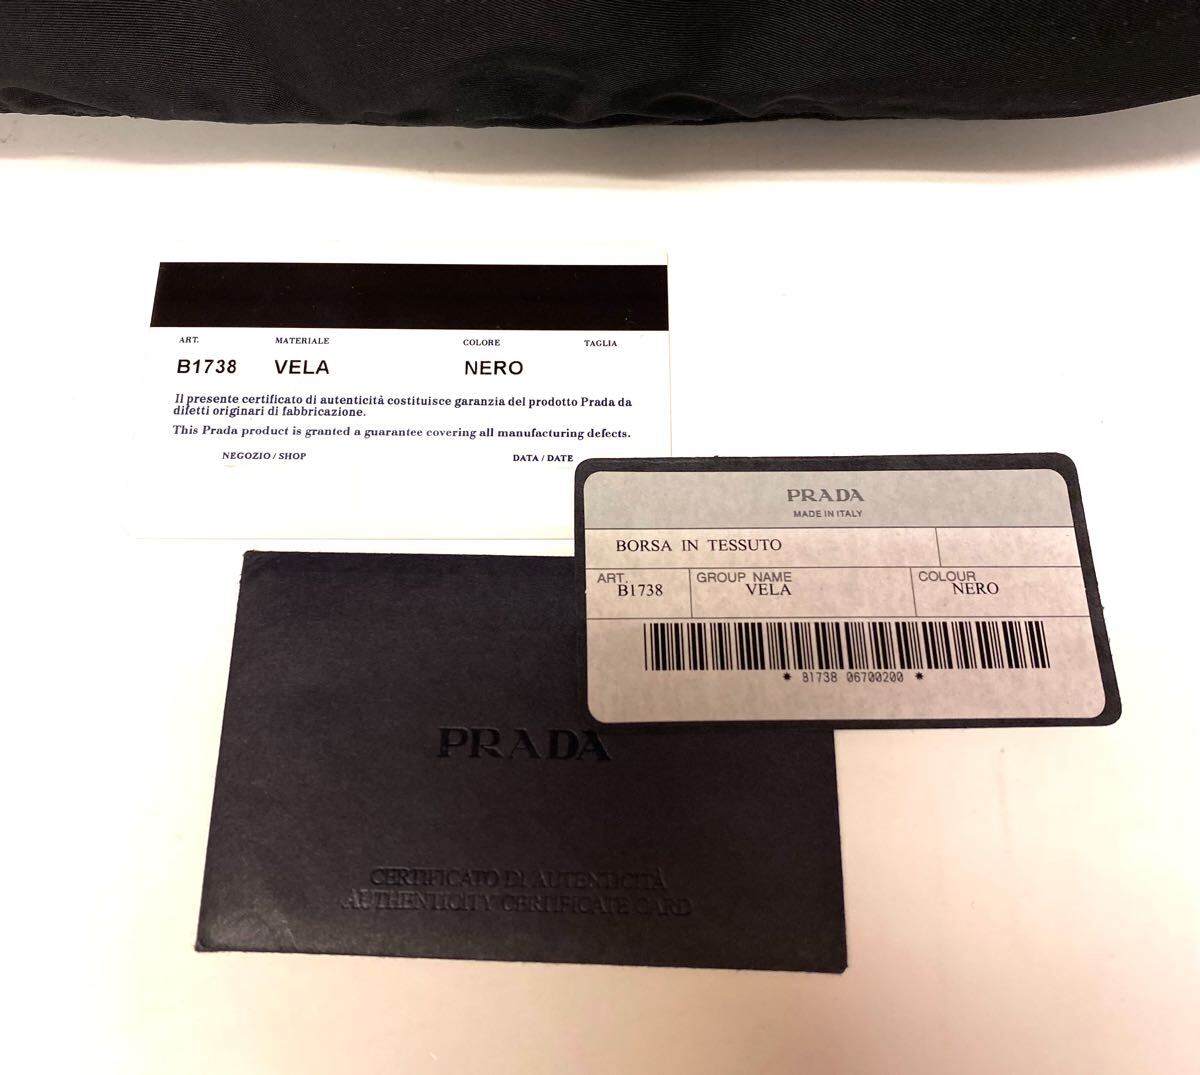 ART. MATERIALE COLORE TAGLIA
B1738 VELA NERO
Il presente certificato di autenticità costituisce garanzia del prodotto Prada da
difetti originari di fabbricazione.
This Prada product is granted a guarantee covering all manufacturing defects.
NEGOZIO / SHOP DATA / DATE
PRADA
MADE IN ITALY
BORSA IN TESSUTO
ART. GROUP NAME COLOUR
B1738 VELA NERO
* B1738 06700200 *
PRADA
CERTIFICATO DI AUTENTICITÀ
AUTHENTICITY CERTIFICATE CARD